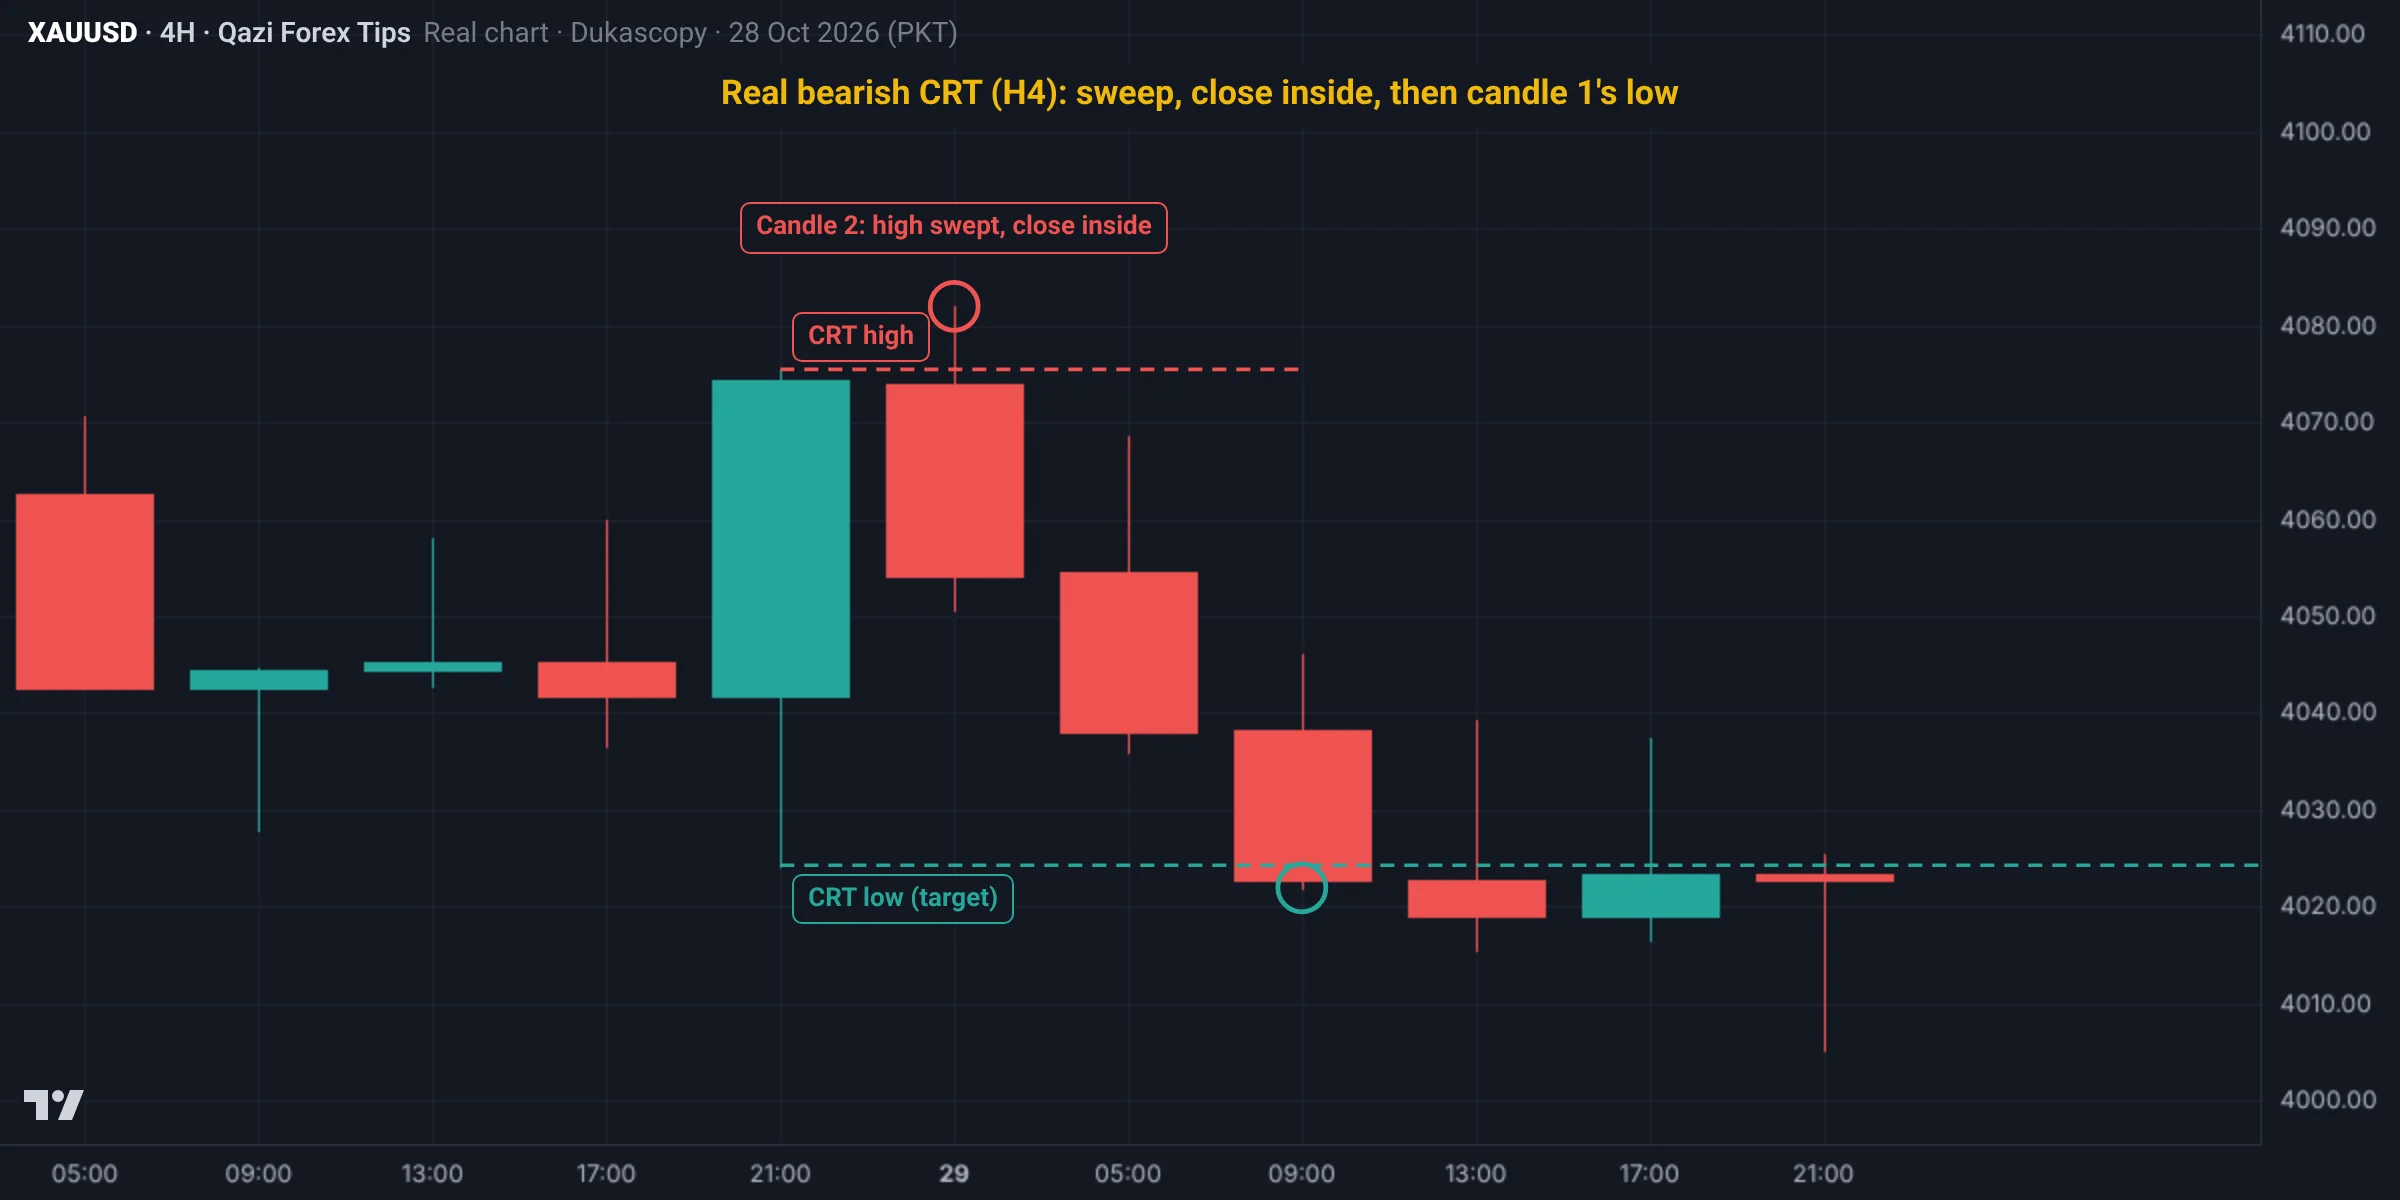 XAUUSD · 4H · Qazi Forex Tips Real chart · Dukascopy · 28 Oct 2026 (PKT)
Real bearish CRT (H4): sweep, close inside, then candle 1's low
Candle 2: high swept, close inside
CRT high
CRT low (target)
4110.00
4100.00
4090.00
4080.00
4070.00
4060.00
4050.00
4040.00
4030.00
4020.00
4010.00
4000.00
05:00 09:00 13:00 17:00 21:00 29 05:00 09:00 13:00 17:00 21:00